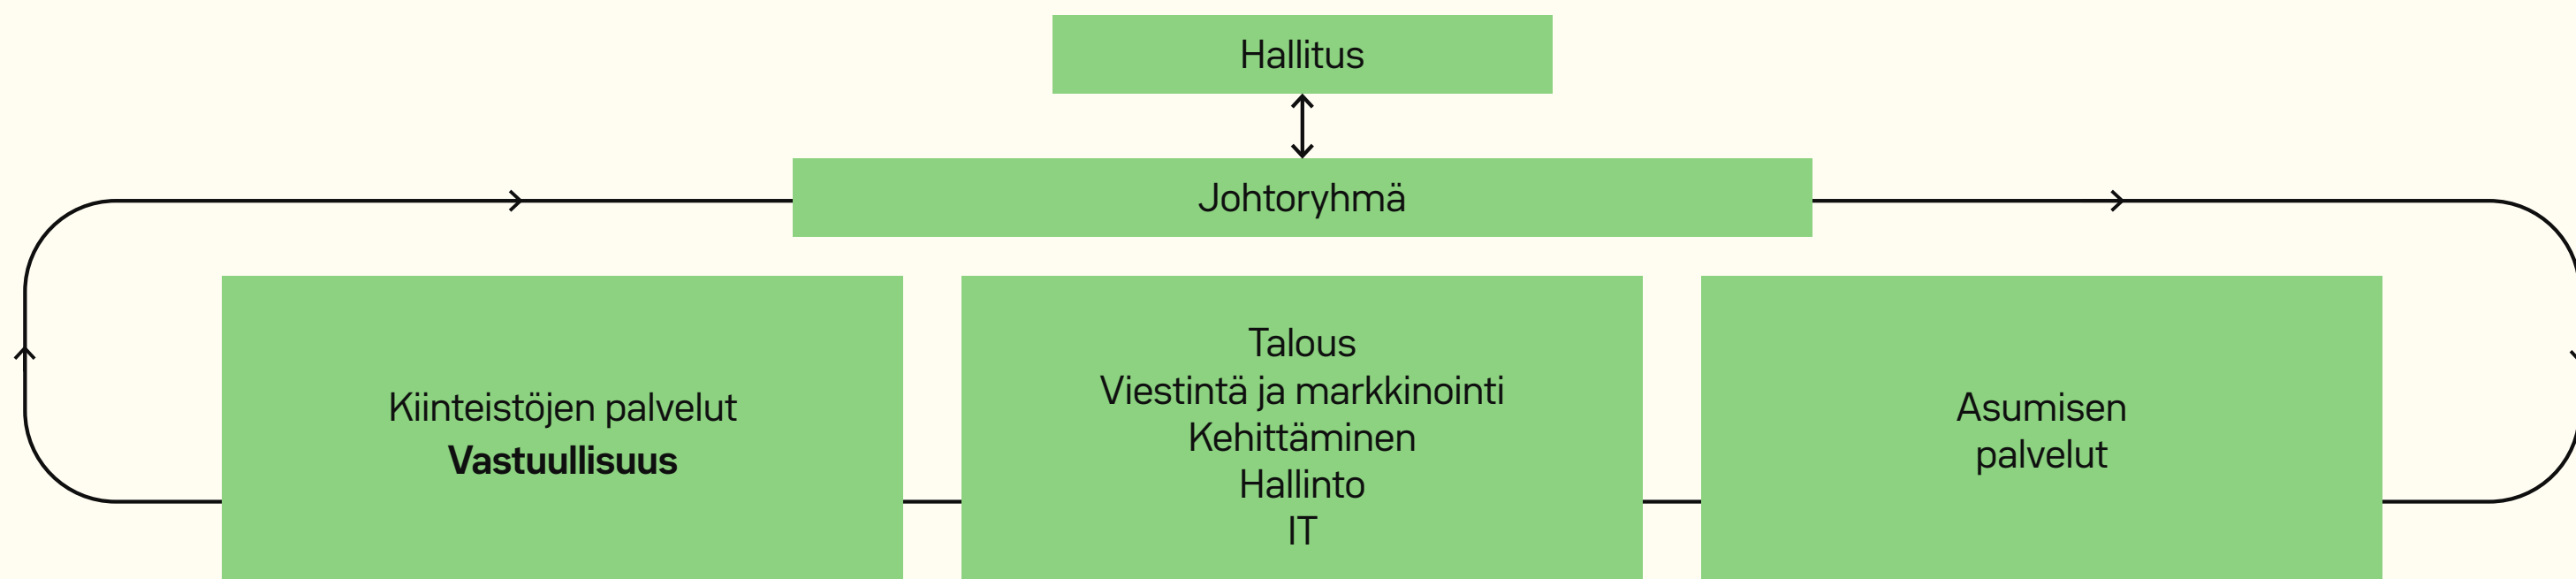 Hallitus
Johtoryhmä
Kiinteistöjen palvelut
Vastuullisuus
Talous
Viestintä ja markkinointi
Kehittäminen
Hallinto
IT
Asumisen
palvelut